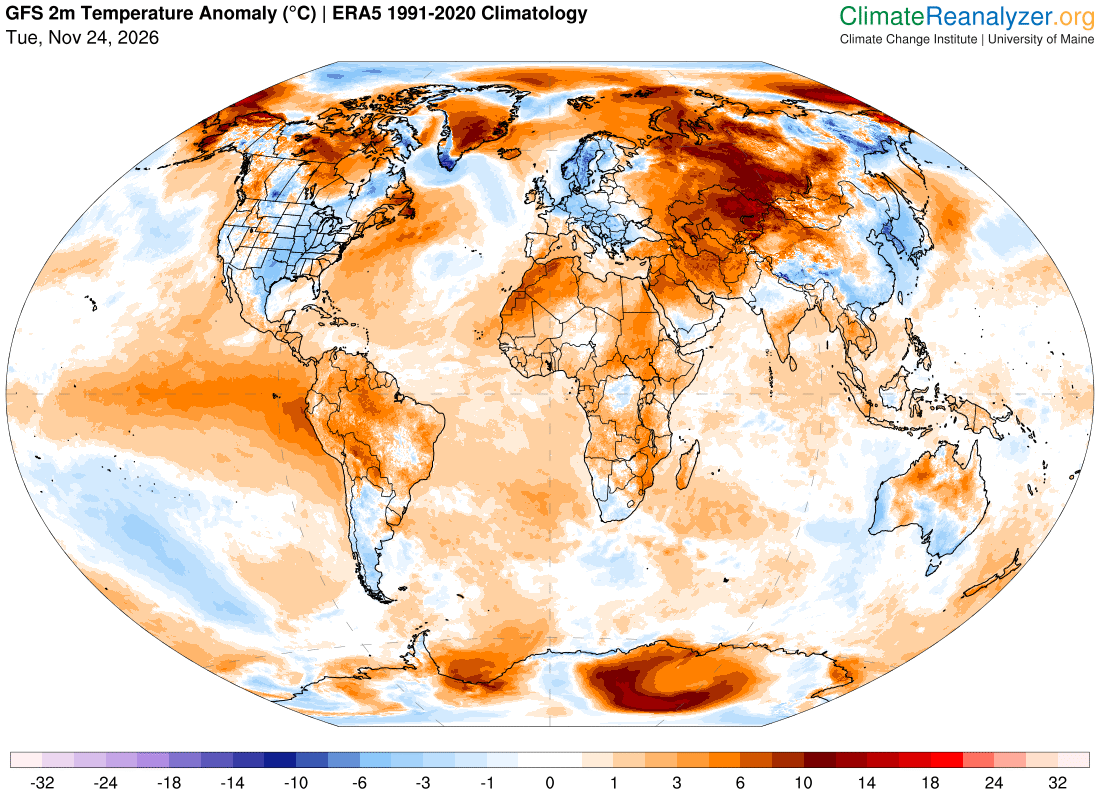 GFS 2m Temperature Anomaly (°C) | ERA5 1991-2020 Climatology
Tue, Nov 24, 2026
ClimateReanalyzer.org
Climate Change Institute | University of Maine
-32 -24 -18 -14 -10 -6 -3 -1 0 1 3 6 10 14 18 24 32